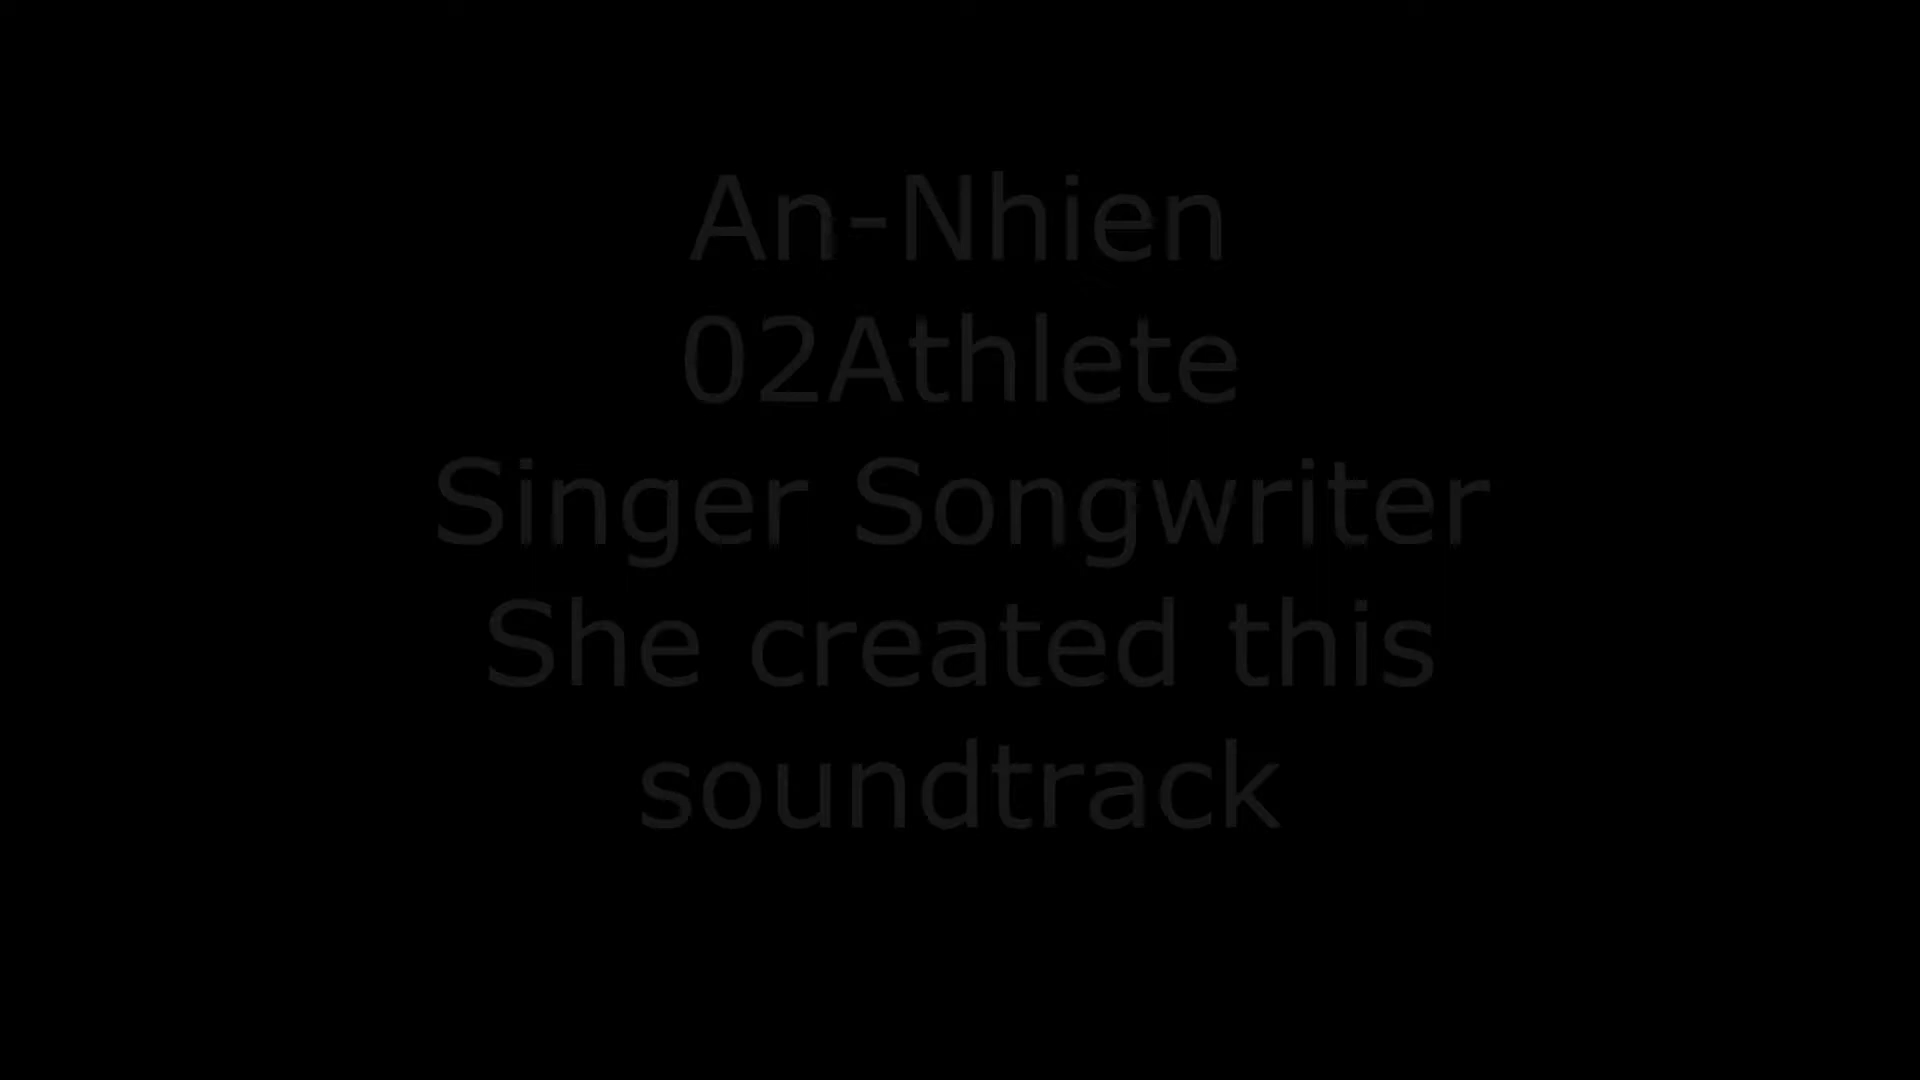 An-Nhien
02Athlete
Singer Songwriter
She created this
soundtrack